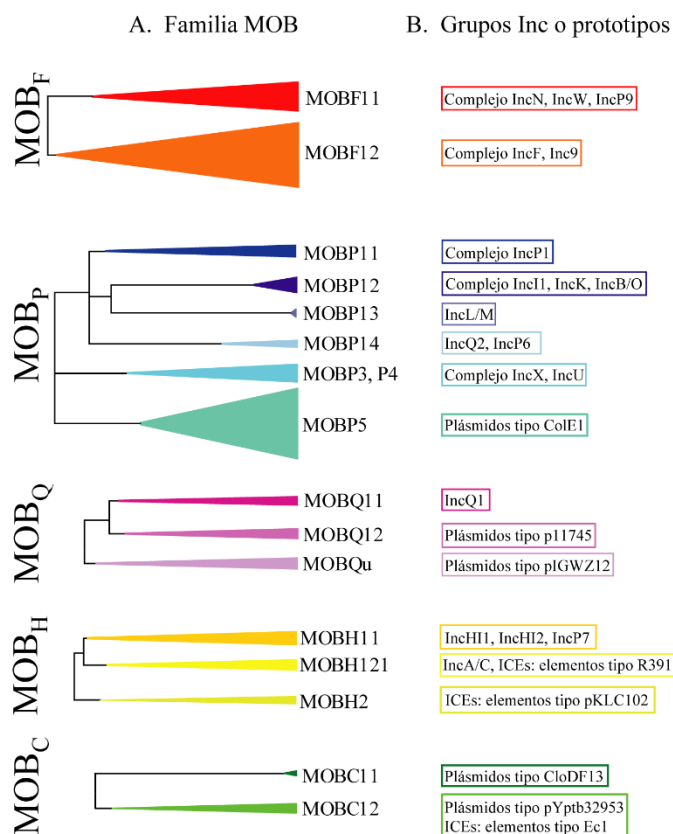 A. Familia MOB
B. Grupos Inc o prototipos
MOBF
MOBF11
Complejo IncN, IncW, IncP9
MOBF12
Complejo IncF, Inc9
MOBP
MOBP11
Complejo IncP1
MOBP12
Complejo IncI1, IncK, IncB/O
MOBP13
IncL/M
MOBP14
IncQ2, IncP6
MOBP3, P4
Complejo IncX, IncU
MOBP5
Plásmidos tipo ColE1
MOBQ
MOBQ11
IncQ1
MOBQ12
Plásmidos tipo p11745
MOBQu
Plásmidos tipo pIGWZ12
MOBH
MOBH11
IncHI1, IncHI2, IncP7
MOBH121
IncA/C, ICEs: elementos tipo R391
MOBH2
ICEs: elementos tipo pKLC102
MOBC
MOBC11
Plásmidos tipo CloDF13
MOBC12
Plásmidos tipo pYptb32953
ICEs: elementos tipo Ec1